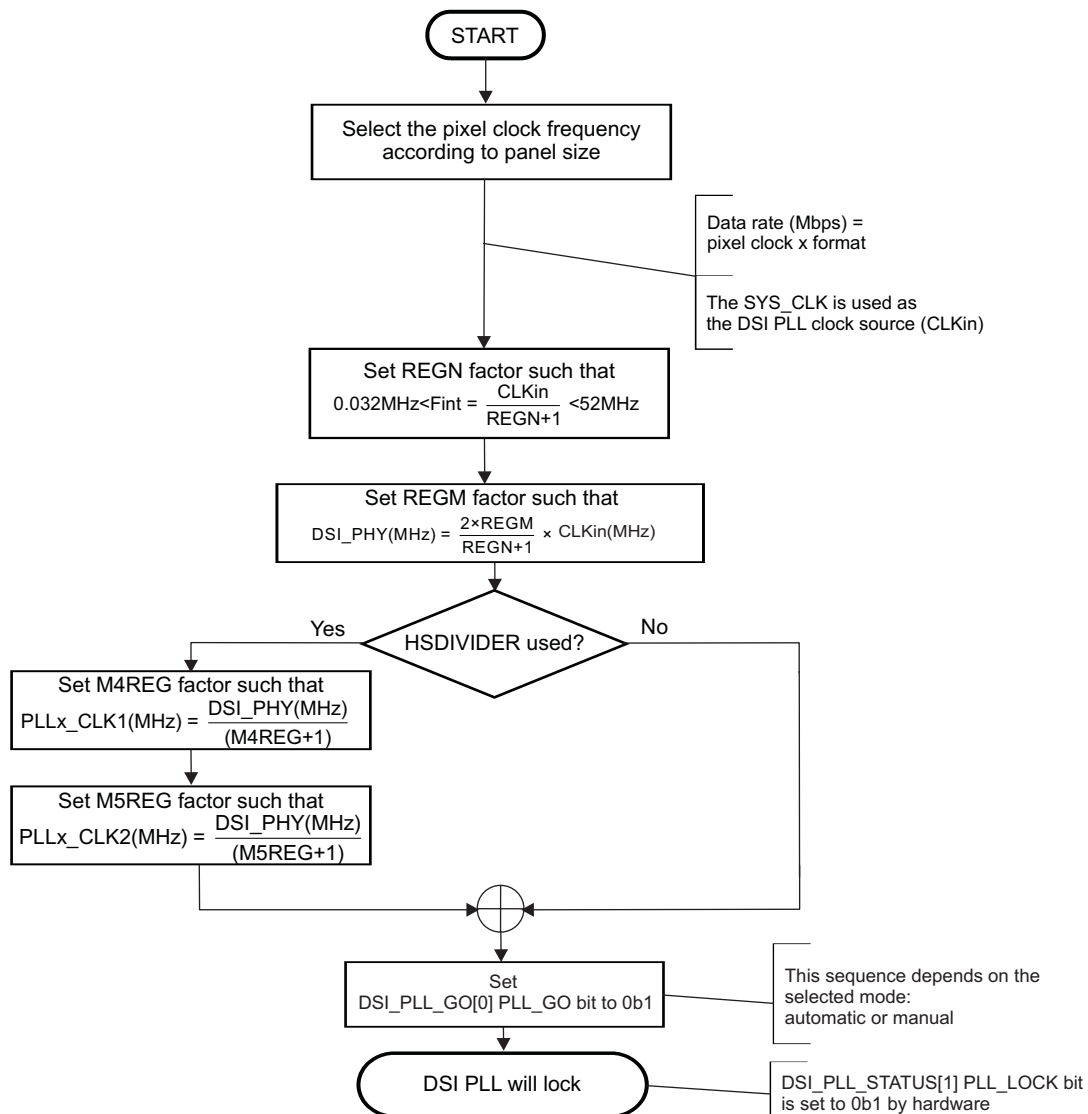 START
Select the pixel clock frequency
according to panel size
Data rate (Mbps) =
pixel clock x format
The SYS_CLK is used as
the DSI PLL clock source (CLKin)
Set REGN factor such that
0.032MHz<Fint = CLKin / REGN+1 <52MHz
Set REGM factor such that
DSI_PHY(MHz) = 2×REGM / REGN+1 × CLKin(MHz)
HSDIVIDER used?
Yes
No
Set M4REG factor such that
PLLx_CLK1(MHz) = DSI_PHY(MHz) / (M4REG+1)
Set M5REG factor such that
PLLx_CLK2(MHz) = DSI_PHY(MHz) / (M5REG+1)
Set
DSI_PLL_GO[0] PLL_GO bit to 0b1
This sequence depends on the
selected mode:
automatic or manual
DSI PLL will lock
DSI_PLL_STATUS[1] PLL_LOCK bit
is set to 0b1 by hardware